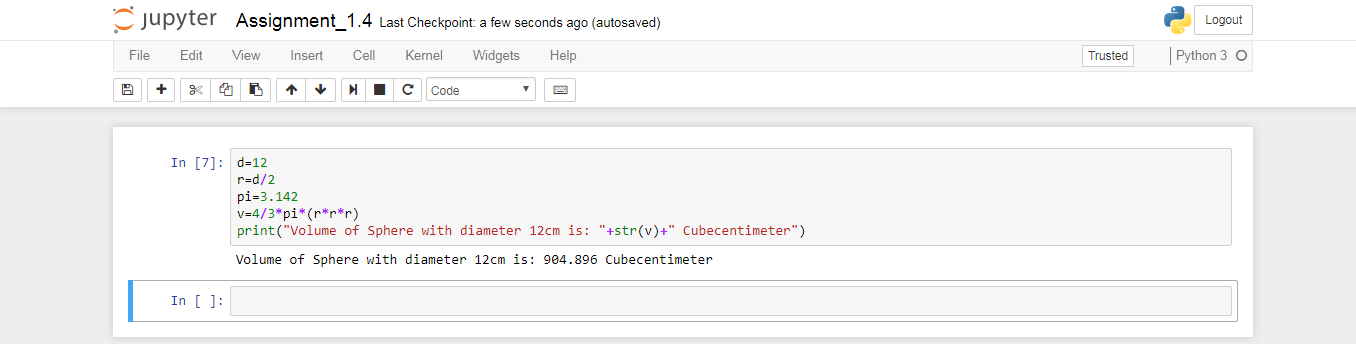 jupyter Assignment_1.4 Last Checkpoint: a few seconds ago (autosaved) Logout
File Edit View Insert Cell Kernel Widgets Help Trusted Python 3
Code
In [7]: d=12
r=d/2
pi=3.142
v=4/3*pi*(r*r*r)
print("Volume of Sphere with diameter 12cm is: "+str(v)+" Cubecentimeter")
Volume of Sphere with diameter 12cm is: 904.896 Cubecentimeter
In [ ]: